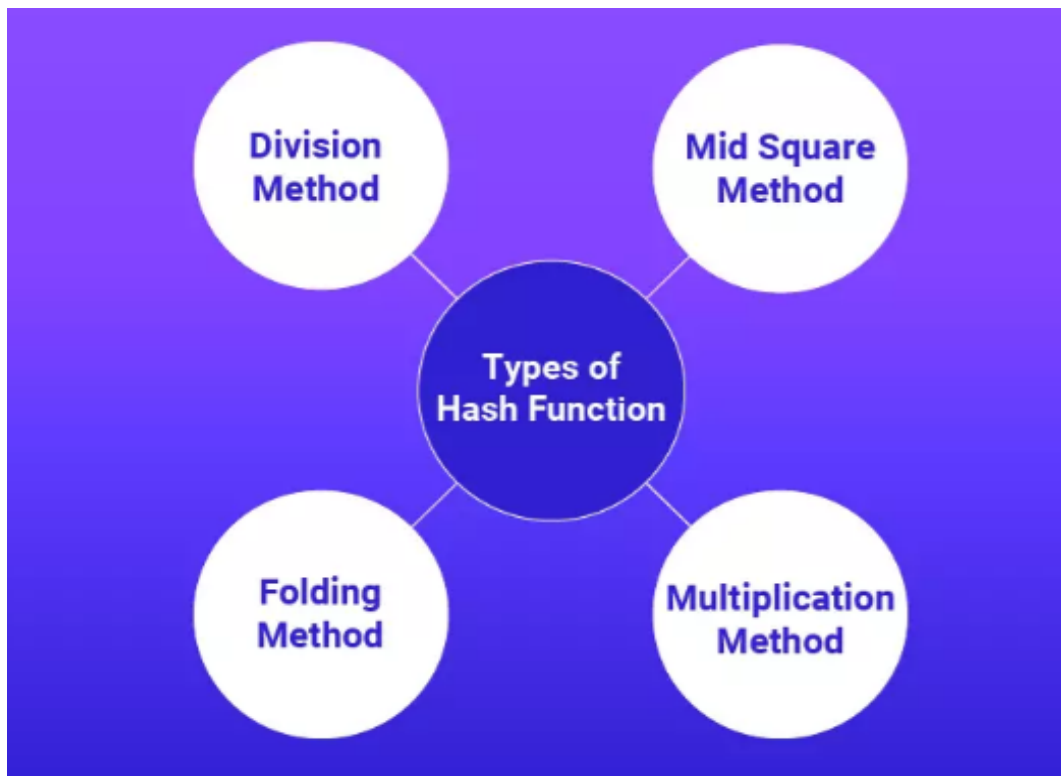 Division
Method
Mid Square
Method
Types of
Hash Function
Folding
Method
Multiplication
Method